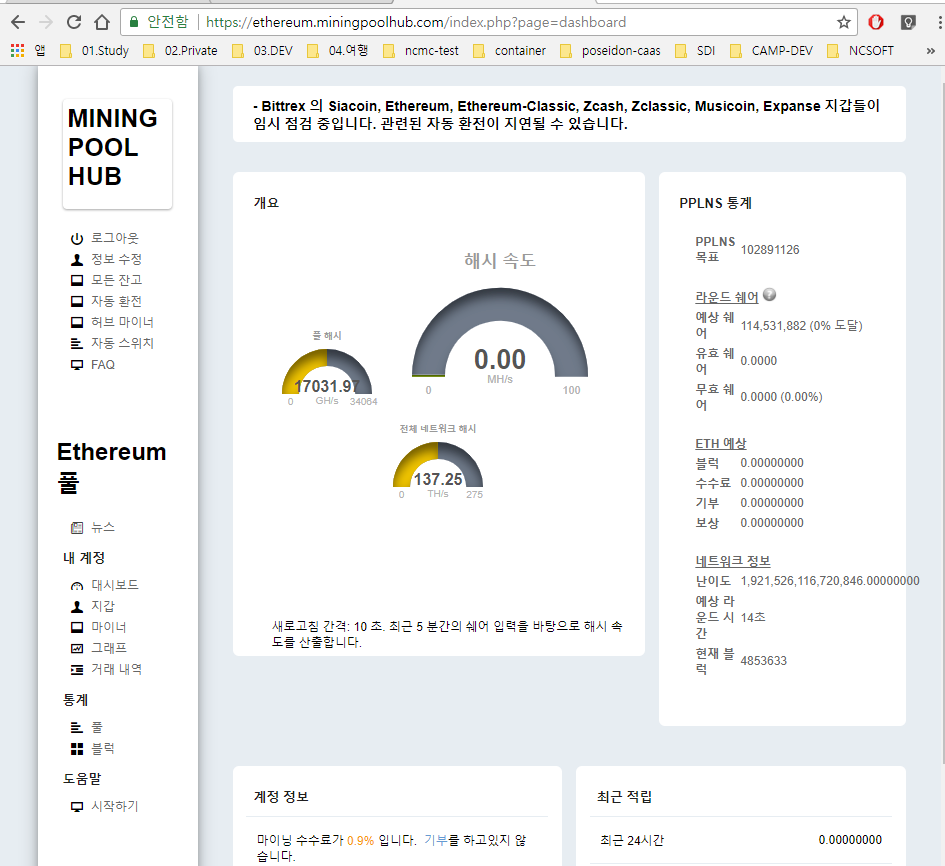 안전함 https://ethereum.miningpoolhub.com/index.php?page=dashboard
앱 01.Study 02.Private 03.DEV 04.여행 ncmc-test container poseidon-caas SDI CAMP-DEV NCSOFT »
MINING
POOL
HUB
로그아웃
정보 수정
모든 잔고
자동 환전
허브 마이너
자동 스위치
FAQ
Ethereum
풀
뉴스
내 계정
대시보드
지갑
마이너
그래프
거래 내역
통계
풀
블럭
도움말
시작하기
- Bittrex 의 Siacoin, Ethereum, Ethereum-Classic, Zcash, Zclassic, Musicoin, Expanse 지갑들이
임시 점검 중입니다. 관련된 자동 환전이 지연될 수 있습니다.
개요
해시 속도
0.00
MH/s
0 100
풀 해시
17031.97
0 GH/s 34064
전체 네트워크 해시
137.25
0 TH/s 275
새로고침 간격: 10 초. 최근 5 분간의 쉐어 입력을 바탕으로 해시 속
도를 산출합니다.
PPLNS 통계
PPLNS
목표 102891126
라운드 쉐어
예상 쉐
어 114,531,882 (0% 도달)
유효 쉐
어 0.0000
무효 쉐
어 0.0000 (0.00%)
ETH 예상
블럭 0.00000000
수수료 0.00000000
기부 0.00000000
보상 0.00000000
네트워크 정보
난이도 1,921,526,116,720,846.00000000
예상 라
운드 시 14초
간
현재 블
럭 4853633
계정 정보
마이닝 수수료가 0.9% 입니다. 기부를 하고있지 않
습니다.
최근 적립
최근 24시간 0.00000000